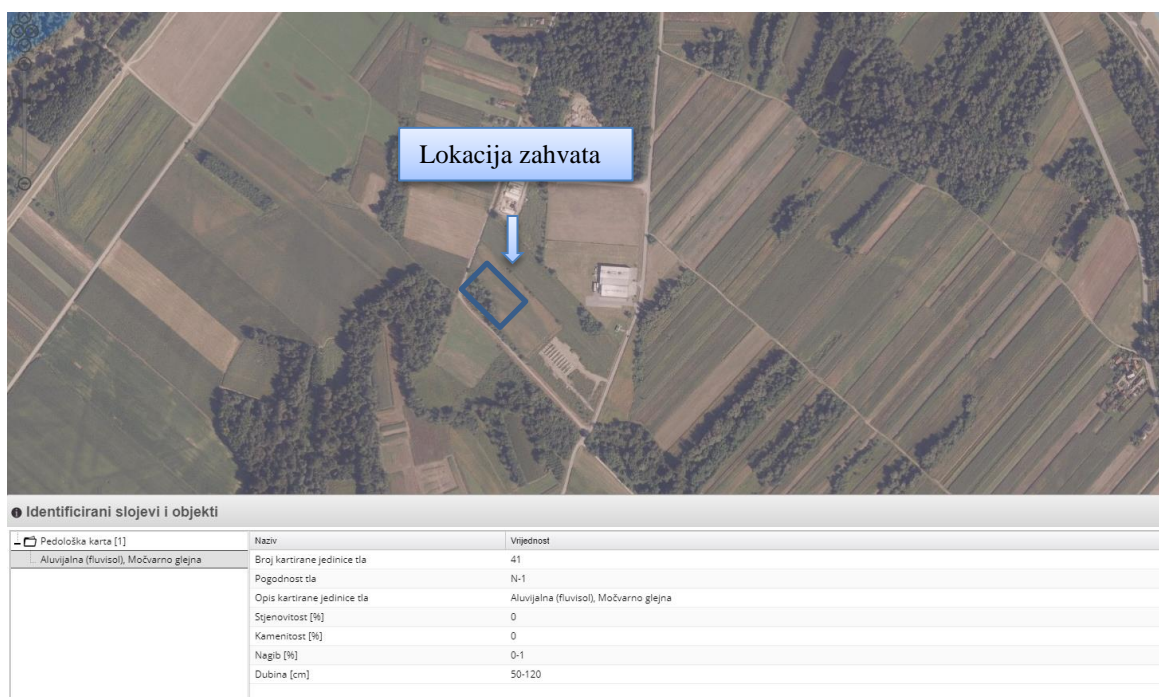 Lokacija zahvata
Identificirani slojevi i objekti
Pedološka karta [1]
Aluvijalna (fluvisol), Močvarno glejna
Naziv Vrijednost
Broj kartirane jedinice tla 41
Pogodnost tla N-1
Opis kartirane jedinice tla Aluvijalna (fluvisol), Močvarno glejna
Stjenovitost [%] 0
Kamenitost [%] 0
Nagib [%] 0-1
Dubina [cm] 50-120